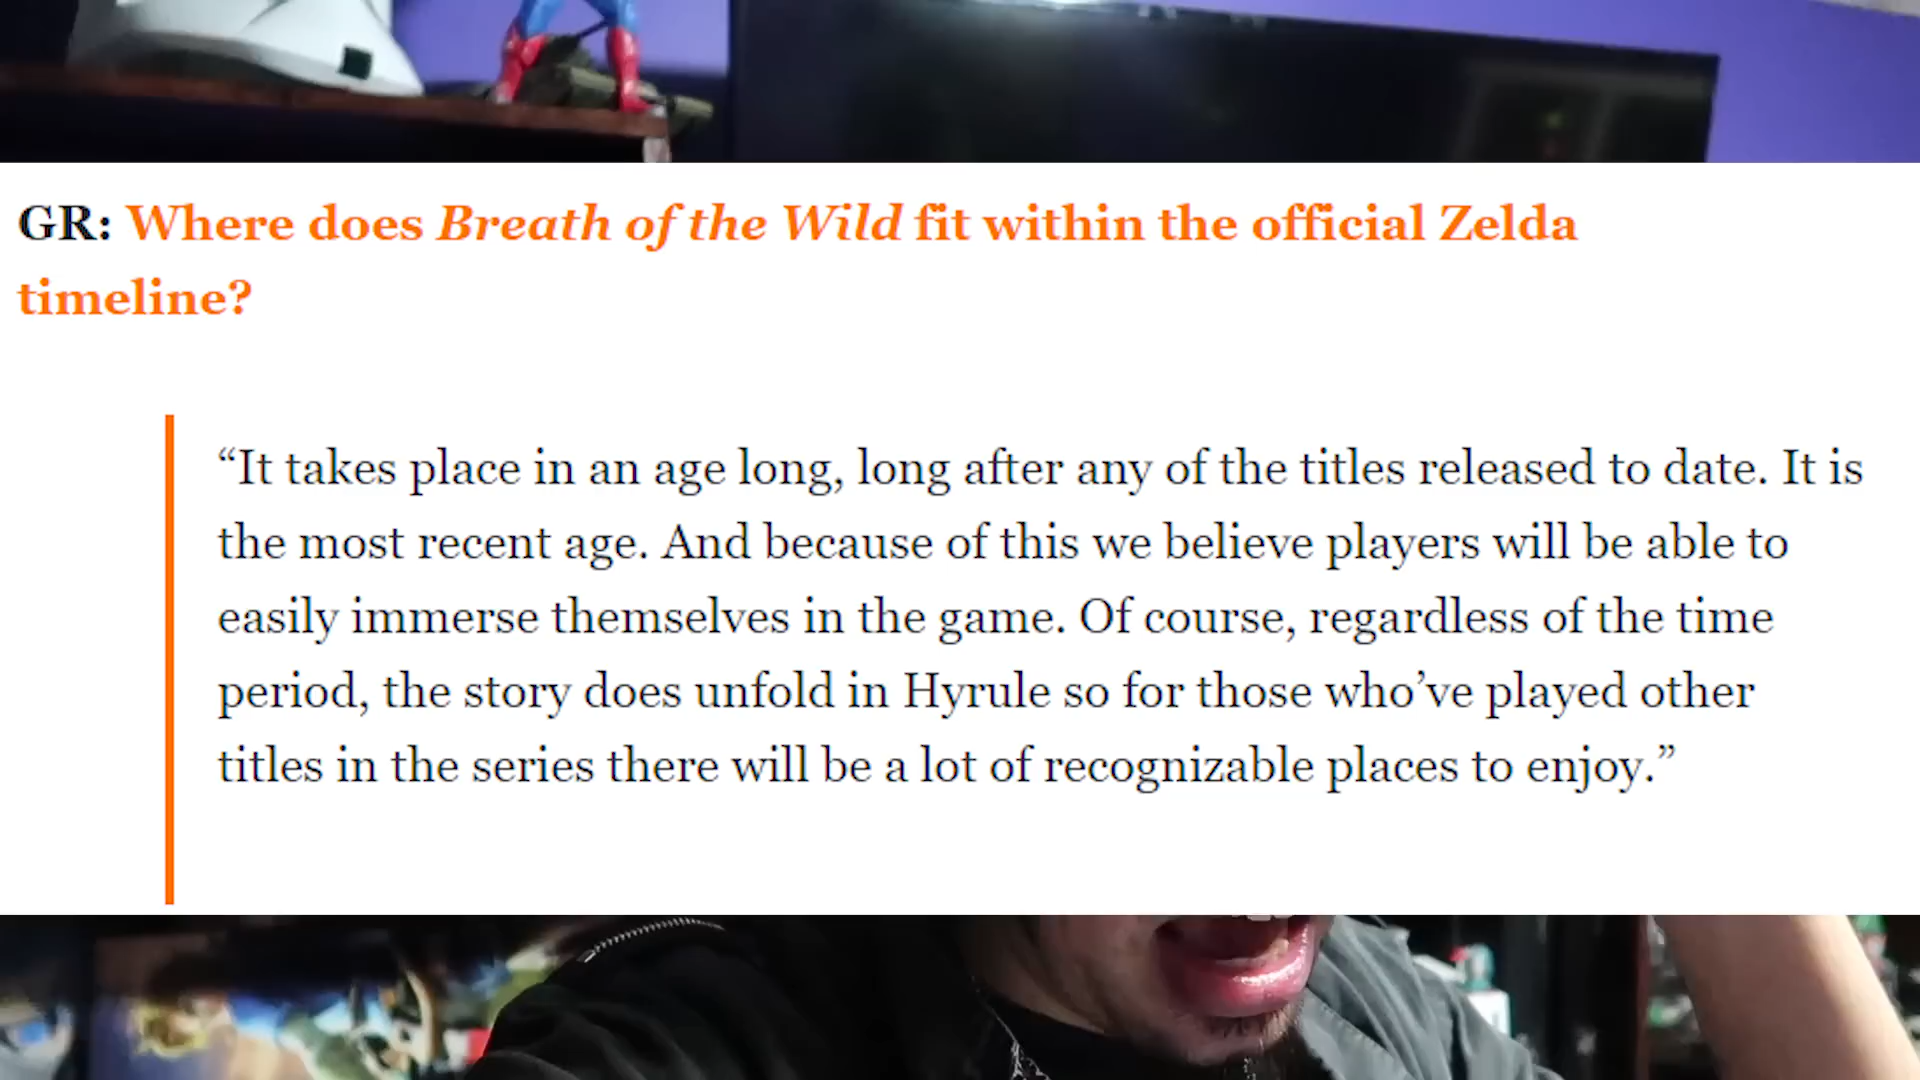 GR: Where does Breath of the Wild fit within the official Zelda
timeline?
“It takes place in an age long, long after any of the titles released to date. It is
the most recent age. And because of this we believe players will be able to
easily immerse themselves in the game. Of course, regardless of the time
period, the story does unfold in Hyrule so for those who’ve played other
titles in the series there will be a lot of recognizable places to enjoy.”